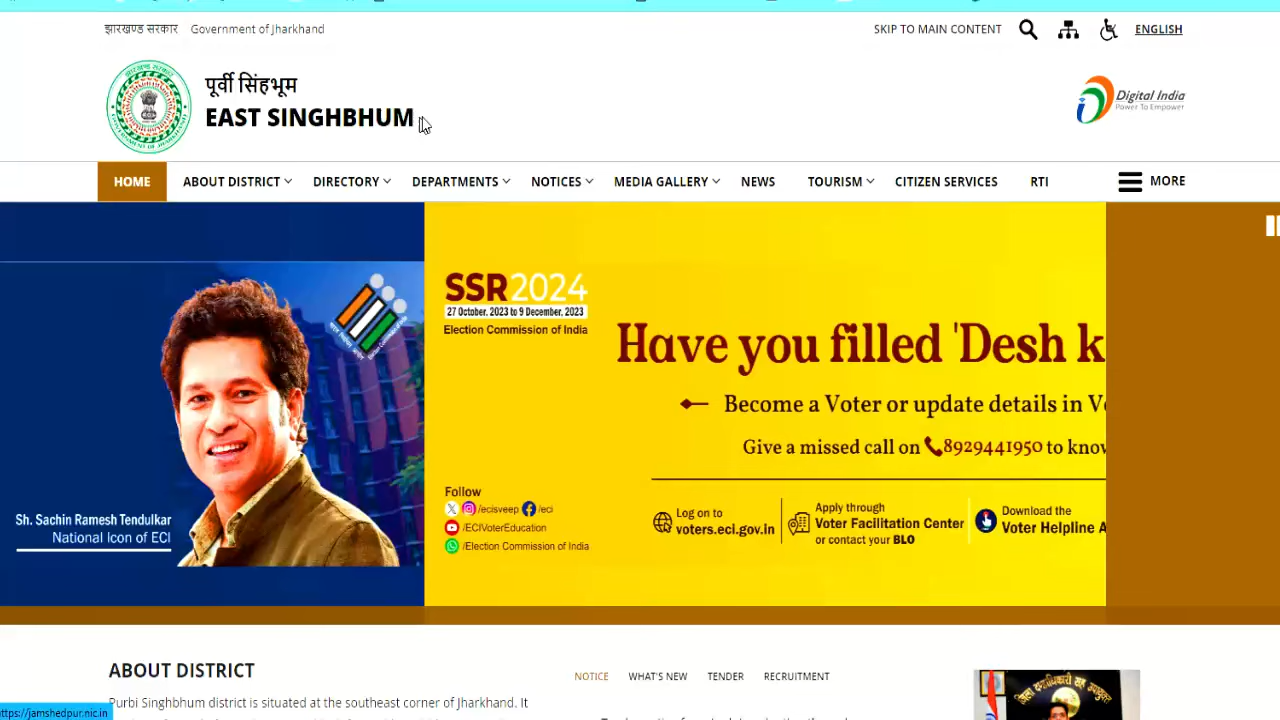 झारखण्ड सरकार Government of Jharkhand
SKIP TO MAIN CONTENT ENGLISH
पूर्वी सिंहभूम
EAST SINGHBHUM
Digital India
Power To Empower
HOME ABOUT DISTRICT DIRECTORY DEPARTMENTS NOTICES MEDIA GALLERY NEWS TOURISM CITIZEN SERVICES RTI MORE
SSR 2024
27 October, 2023 to 9 December, 2023
Election Commission of India
Have you filled 'Desh k
Become a Voter or update details in
Give a missed call on 8929441950 to know
Sh. Sachin Ramesh Tendulkar
National Icon of ECI
Follow
/ecisveep /eci
/ECIVoterEducation
/Election Commission of India
Log on to
voters.eci.gov.in
Apply through
Voter Facilitation Center
or contact your BLO
Download the
Voter Helpline A
ABOUT DISTRICT
NOTICE WHAT'S NEW TENDER RECRUITMENT
Purbi Singhbhum district is situated at the southeast corner of Jharkhand. It
https://jamshedpur.nic.in